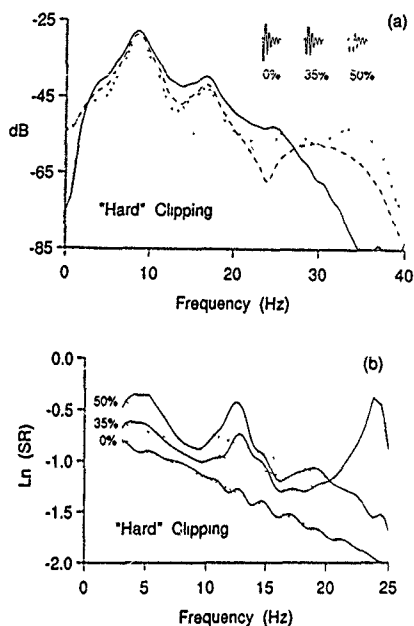 (a)
-25
-45
dB
-65
-85
0% 35% 50%
"Hard" Clipping
0 10 20 30 40
Frequency (Hz)
(b)
0.0
-0.5
50%
35%
Ln (SR)
-1.0
0%
-1.5
"Hard" Clipping
-2.0
0 5 10 15 20 25
Frequency (Hz)